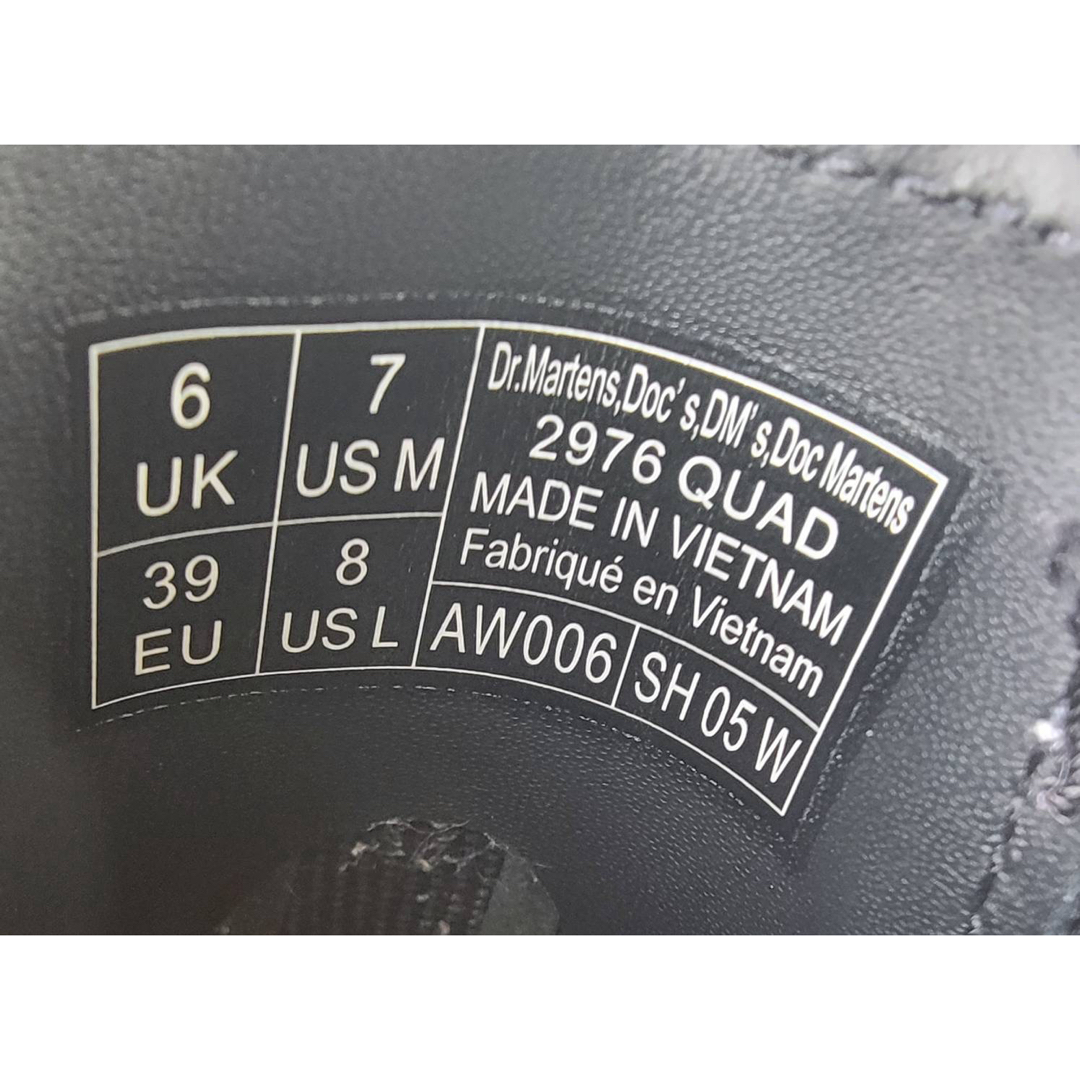 6
UK
7
US M
39
EU
8
US L
Dr.Martens,Doc's,DM's,Doc Martens
2976 QUAD
MADE IN VIETNAM
Fabriqué en Vietnam
AW006
SH 05 W